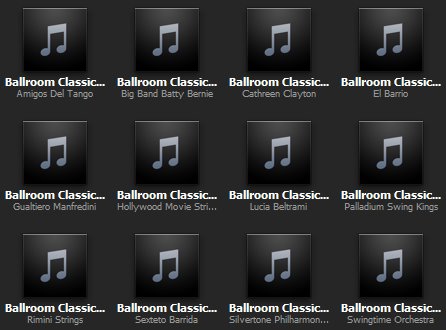 Ballroom Classic... Ballroom Classic... Ballroom Classic... Ballroom Classic...
Amigos Del Tango Big Band Batty Bernie Cathreen Clayton El Barrio
Ballroom Classic... Ballroom Classic... Ballroom Classic... Ballroom Classic...
Gualtiero Manfredini Hollywood Movie Stri... Lucia Beltrami Palladium Swing Kings
Ballroom Classic... Ballroom Classic... Ballroom Classic... Ballroom Classic...
Rimini Strings Sexteto Barrida Silvertone Philharmon... Swingtime Orchestra